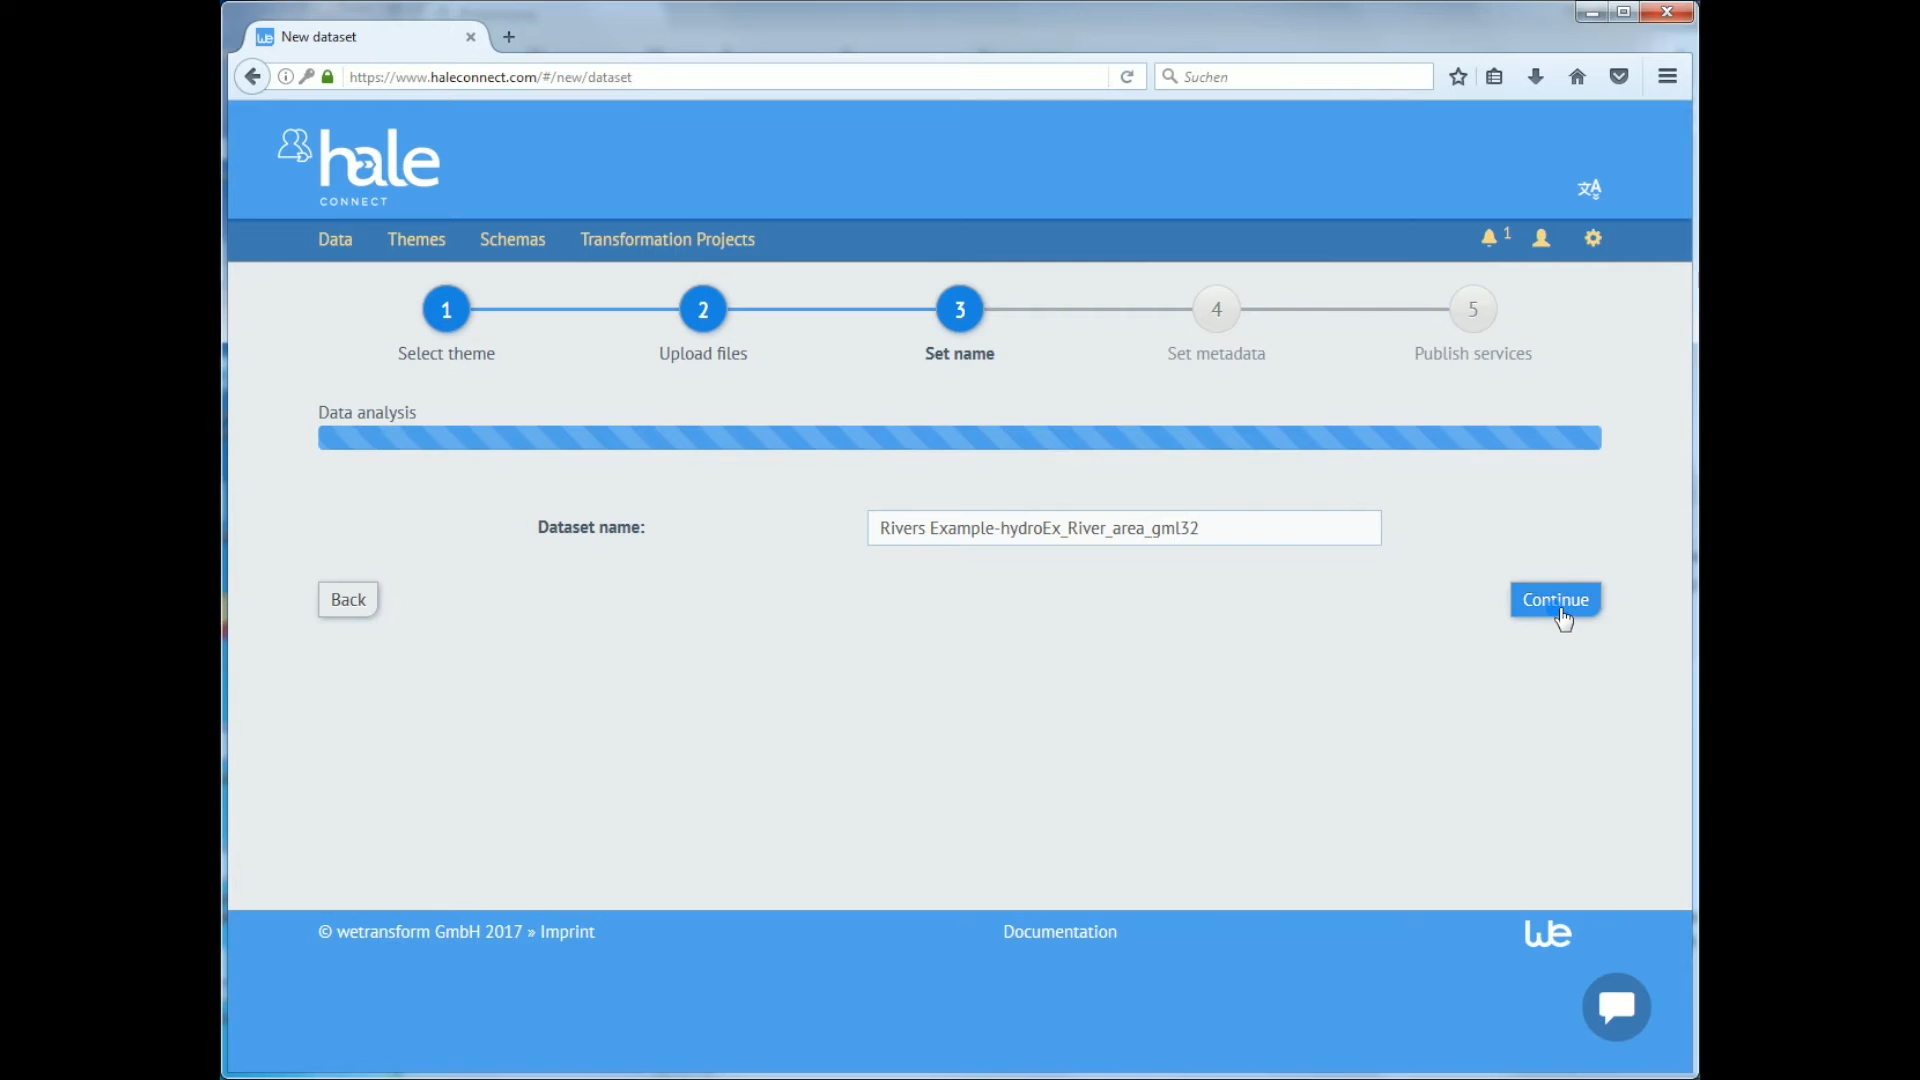 New dataset
https://www.haleconnect.com/#/new/dataset
Suchen
hale
CONNECT
Data Themes Schemas Transformation Projects 1
1 2 3 4 5
Select theme Upload files Set name Set metadata Publish services
Data analysis
Dataset name: Rivers Example-hydroEx_River_area_gml32
Back Continue
© wetransform GmbH 2017 » Imprint Documentation we